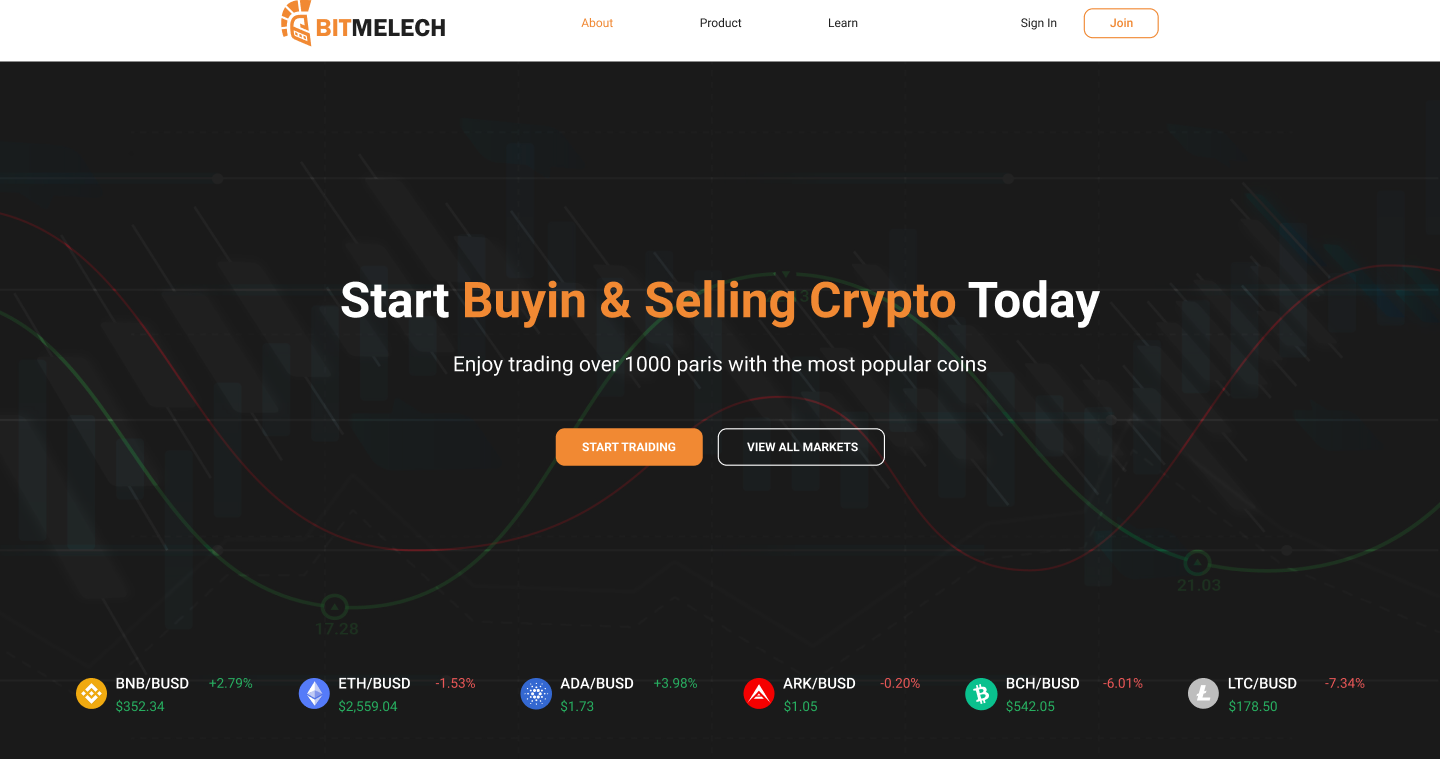 BITMELECH About Product Learn Sign In Join
Start Buyin & Selling Crypto Today
Enjoy trading over 1000 paris with the most popular coins
START TRAIDING VIEW ALL MARKETS
17.28
21.03
BNB/BUSD +2.79% ETH/BUSD -1.53% ADA/BUSD +3.98% ARK/BUSD -0.20% BCH/BUSD -6.01% LTC/BUSD -7.34%
$352.34 $2,559.04 $1.73 $1.05 $542.05 $178.50